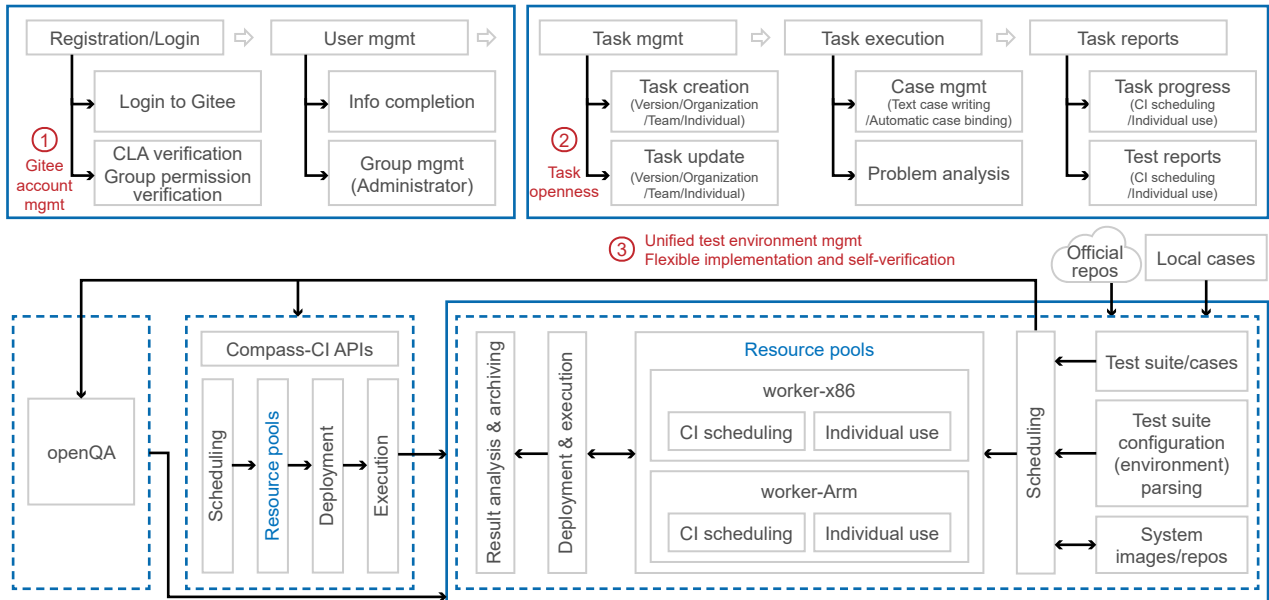 Registration/Login
User mgmt
Login to Gitee
Info completion
1
Gitee
account
mgmt
CLA verification
Group permission
verification
Group mgmt
(Administrator)
Task mgmt
Task execution
Task reports
Task creation
(Version/Organization
/Team/Individual)
Case mgmt
(Text case writing
/Automatic case binding)
Task progress
(CI scheduling
/Individual use)
2
Task
openness
Task update
(Version/Organization
/Team/Individual)
Problem analysis
Test reports
(CI scheduling
/Individual use)
3
Unified test environment mgmt
Flexible implementation and self-verification
Official
repos
Local cases
openQA
Compass-CI APIs
Scheduling
Resource pools
Deployment
Execution
Result analysis & archiving
Deployment & execution
Resource pools
worker-x86
CI scheduling
Individual use
worker-Arm
CI scheduling
Individual use
Scheduling
Test suite/cases
Test suite
configuration
(environment)
parsing
System
images/repos